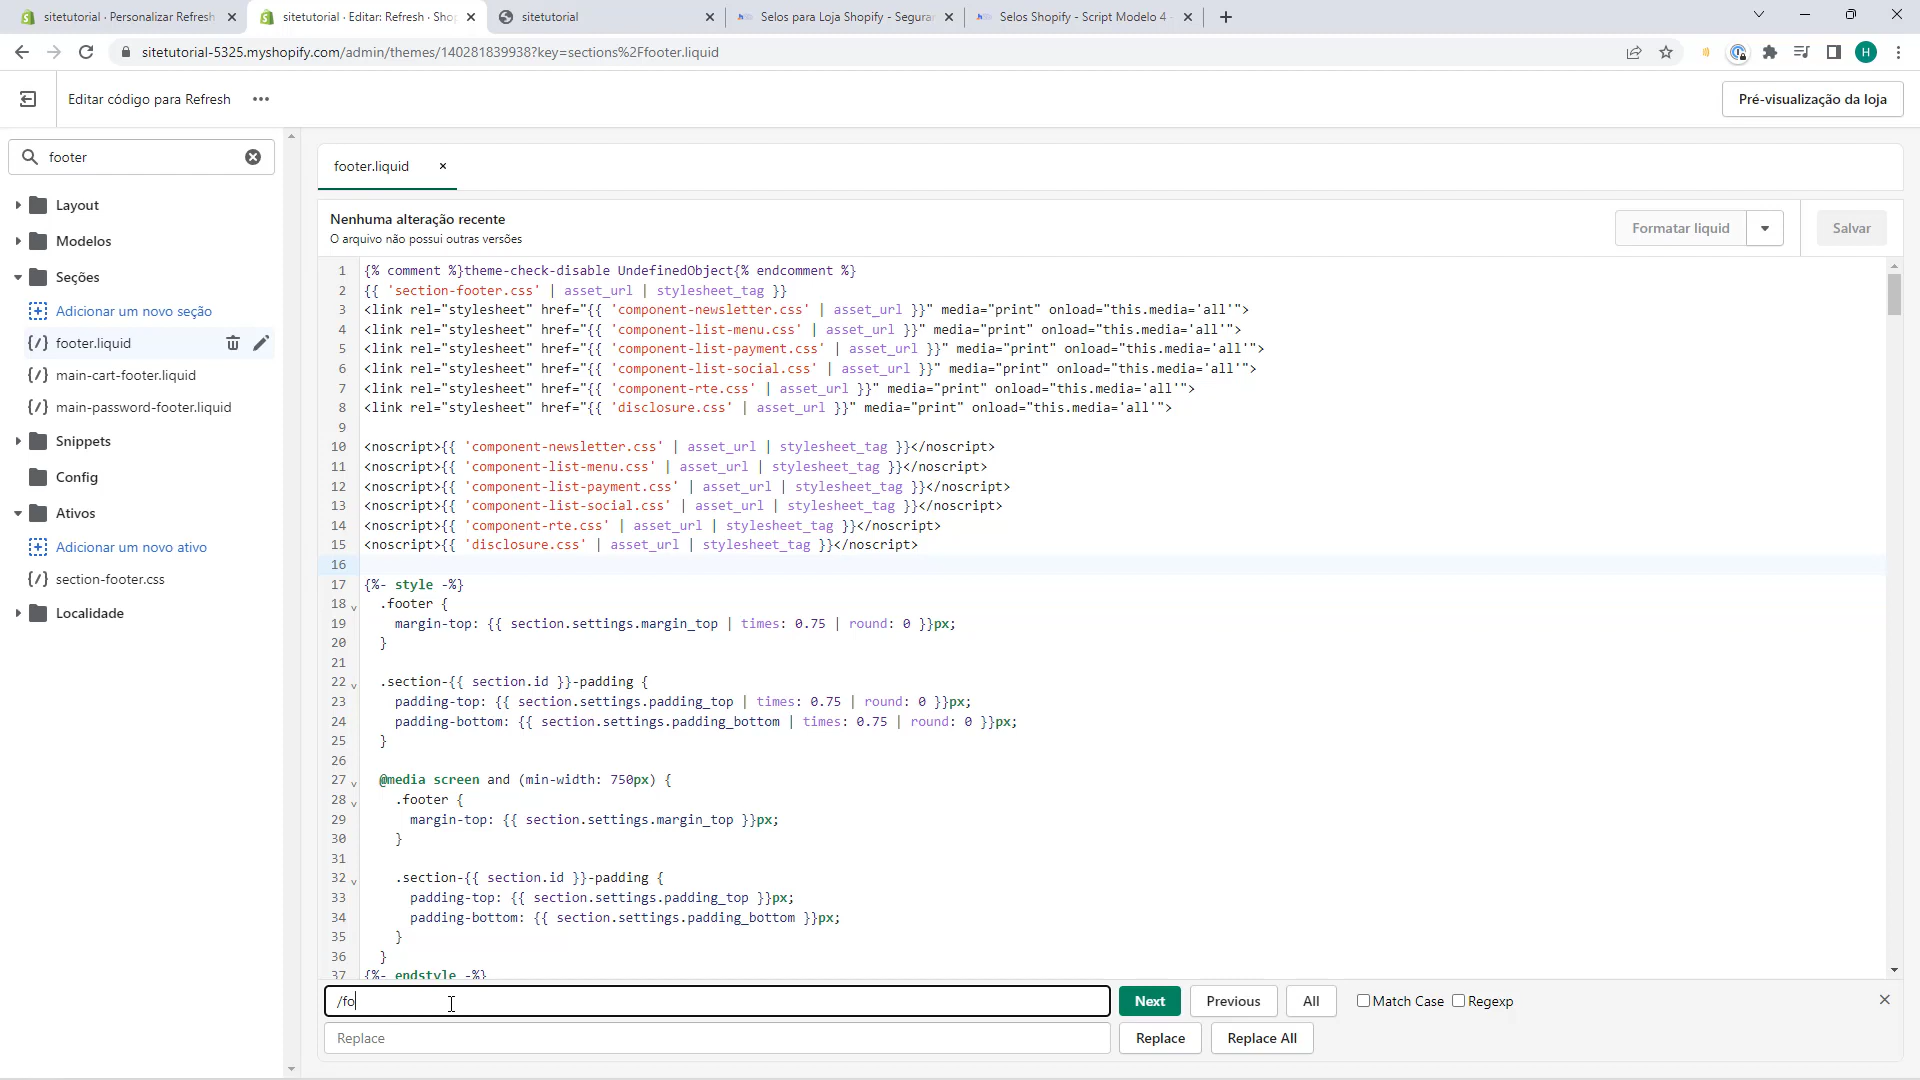 sitetutorial · Personalizar Refresh
sitetutorial · Editar: Refresh · Shop
sitetutorial
Selos para Loja Shopify - Segurar
Selos Shopify - Script Modelo 4 -
sitetutorial-5325.myshopify.com/admin/themes/140281839938?key=sections%2Ffooter.liquid
H
Editar código para Refresh
Pré-visualização da loja
footer
Layout
Modelos
Seções
Adicionar um novo seção
footer.liquid
main-cart-footer.liquid
main-password-footer.liquid
Snippets
Config
Ativos
Adicionar um novo ativo
section-footer.css
Localidade
footer.liquid
Nenhuma alteração recente
O arquivo não possui outras versões
Formatar liquid
Salvar
1 {% comment %}theme-check-disable UndefinedObject{% endcomment %}
2 {{ 'section-footer.css' | asset_url | stylesheet_tag }}
3 <link rel="stylesheet" href="{{ 'component-newsletter.css' | asset_url }}" media="print" onload="this.media='all'">
4 <link rel="stylesheet" href="{{ 'component-list-menu.css' | asset_url }}" media="print" onload="this.media='all'">
5 <link rel="stylesheet" href="{{ 'component-list-payment.css' | asset_url }}" media="print" onload="this.media='all'">
6 <link rel="stylesheet" href="{{ 'component-list-social.css' | asset_url }}" media="print" onload="this.media='all'">
7 <link rel="stylesheet" href="{{ 'component-rte.css' | asset_url }}" media="print" onload="this.media='all'">
8 <link rel="stylesheet" href="{{ 'disclosure.css' | asset_url }}" media="print" onload="this.media='all'">
9
10 <noscript>{{ 'component-newsletter.css' | asset_url | stylesheet_tag }}</noscript>
11 <noscript>{{ 'component-list-menu.css' | asset_url | stylesheet_tag }}</noscript>
12 <noscript>{{ 'component-list-payment.css' | asset_url | stylesheet_tag }}</noscript>
13 <noscript>{{ 'component-list-social.css' | asset_url | stylesheet_tag }}</noscript>
14 <noscript>{{ 'component-rte.css' | asset_url | stylesheet_tag }}</noscript>
15 <noscript>{{ 'disclosure.css' | asset_url | stylesheet_tag }}</noscript>
16
17 {%- style -%}
18 .footer {
19 margin-top: {{ section.settings.margin_top | times: 0.75 | round: 0 }}px;
20 }
21
22 .section-{{ section.id }}-padding {
23 padding-top: {{ section.settings.padding_top | times: 0.75 | round: 0 }}px;
24 padding-bottom: {{ section.settings.padding_bottom | times: 0.75 | round: 0 }}px;
25 }
26
27 @media screen and (min-width: 750px) {
28 .footer {
29 margin-top: {{ section.settings.margin_top }}px;
30 }
31
32 .section-{{ section.id }}-padding {
33 padding-top: {{ section.settings.padding_top }}px;
34 padding-bottom: {{ section.settings.padding_bottom }}px;
35 }
36 }
37 {%- endstyle -%}
/fo
Next
Previous
All
Match Case
Regexp
Replace
Replace
Replace All